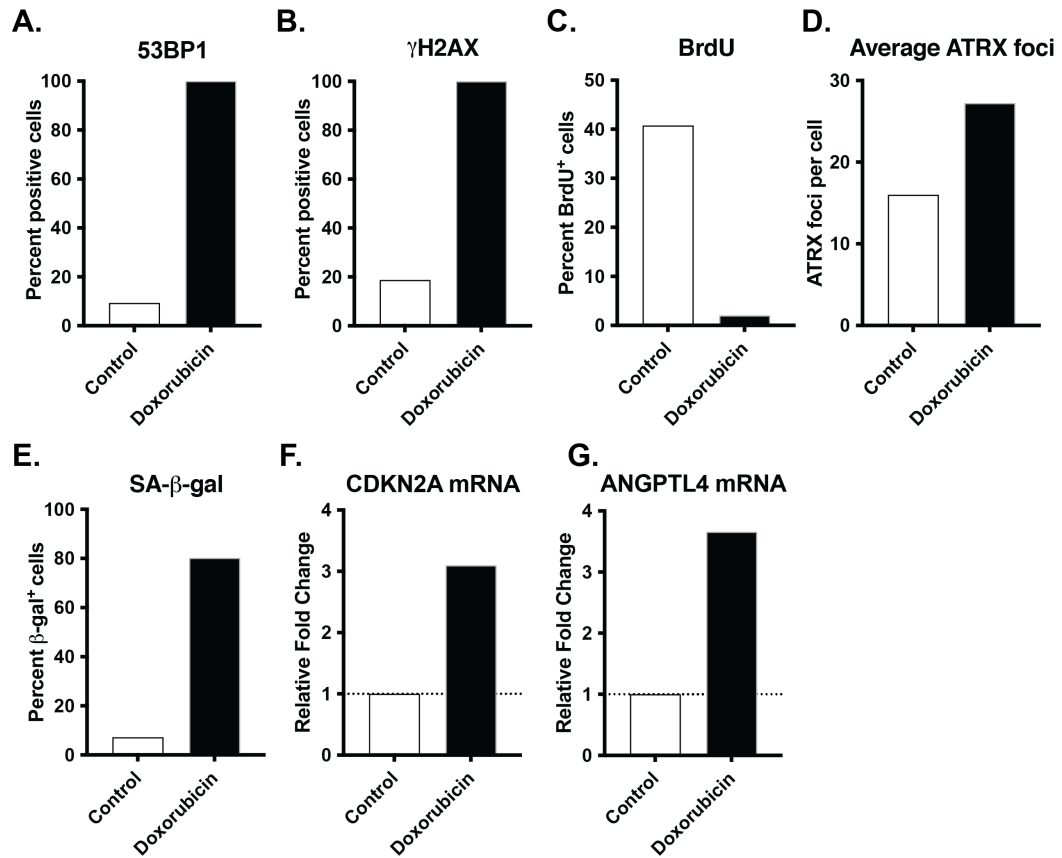 A.
53BP1
Percent positive cells
100
80
60
40
20
0
Control
Doxorubicin
B.
γH2AX
Percent positive cells
100
80
60
40
20
0
Control
Doxorubicin
C.
BrdU
Percent BrdU⁺ cells
50
40
30
20
10
0
Control
Doxorubicin
D.
Average ATRX foci
ATRX foci per cell
30
20
10
0
Control
Doxorubicin
E.
SA-β-gal
Percent β-gal⁺ cells
100
80
60
40
20
0
Control
Doxorubicin
F.
CDKN2A mRNA
Relative Fold Change
4
3
2
1
0
Control
Doxorubicin
G.
ANGPTL4 mRNA
Relative Fold Change
4
3
2
1
0
Control
Doxorubicin